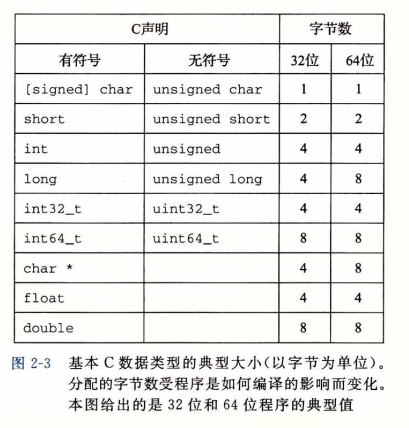 C声明 字节数
有符号 无符号 32位 64位
[signed] char unsigned char 1 1
short unsigned short 2 2
int unsigned 4 4
long unsigned long 4 8
int32_t uint32_t 4 4
int64_t uint64_t 8 8
char * 4 8
float 4 4
double 8 8
图 2-3 基本 C 数据类型的典型大小(以字节为单位)。
分配的字节数受程序是如何编译的影响而变化。
本图给出的是 32 位和 64 位程序的典型值